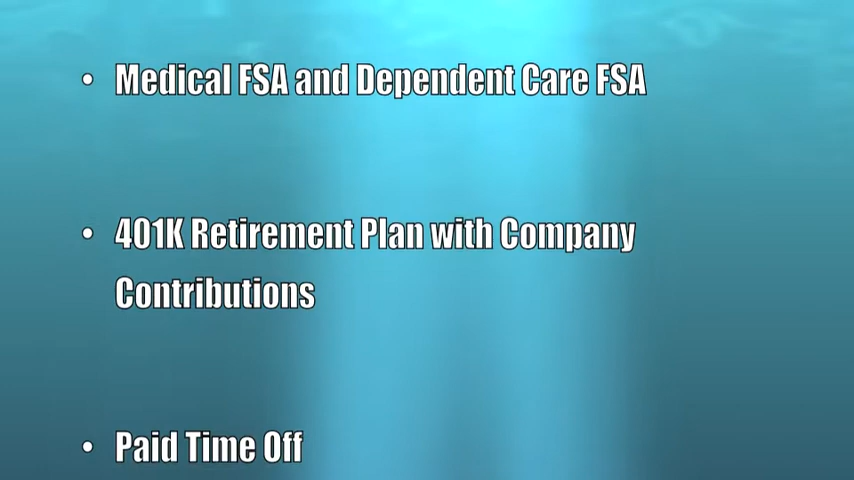 • Medical FSA and Dependent Care FSA
• 401K Retirement Plan with Company
Contributions
• Paid Time Off